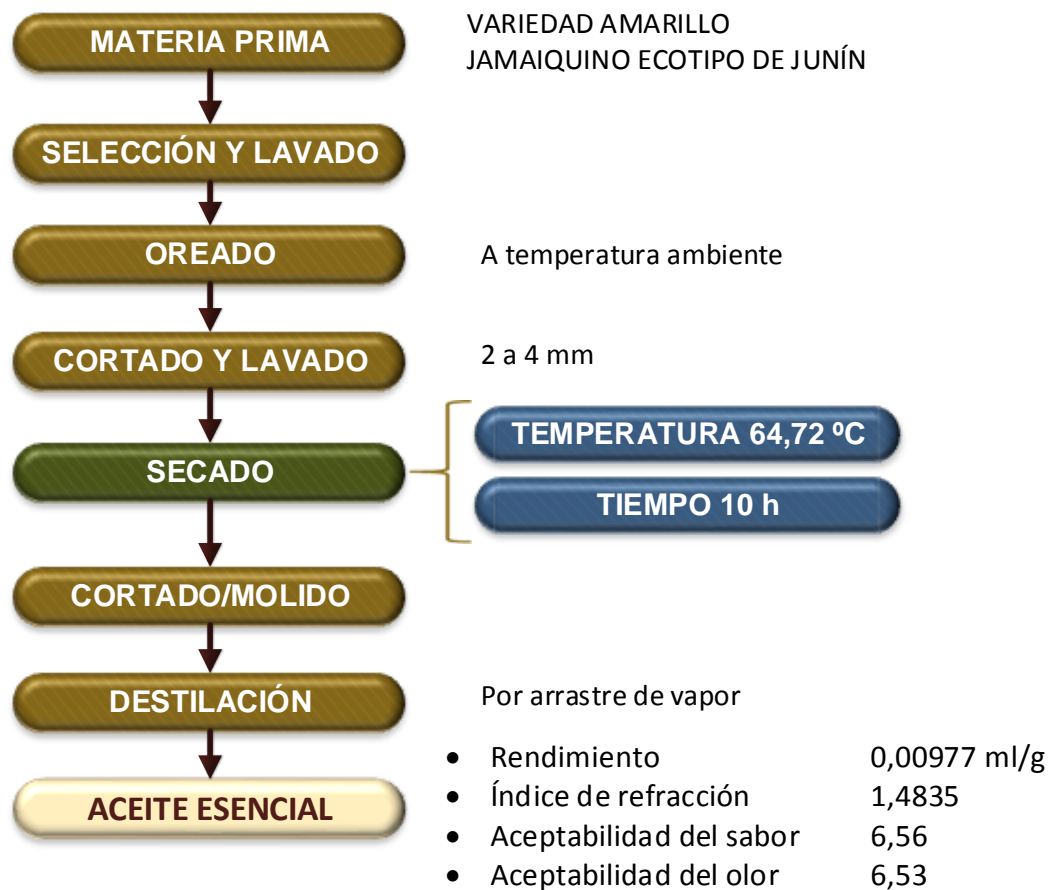 MATERIA PRIMA
VARIEDAD AMARILLO
JAMAIQUINO ECOTIPO DE JUNÍN
SELECCIÓN Y LAVADO
OREADO
A temperatura ambiente
CORTADO Y LAVADO
2 a 4 mm
SECADO
TEMPERATURA 64,72 ºC
TIEMPO 10 h
CORTADO/MOLIDO
DESTILACIÓN
Por arrastre de vapor
ACEITE ESENCIAL
• Rendimiento 0,00977 ml/g
• Índice de refracción 1,4835
• Aceptabilidad del sabor 6,56
• Aceptabilidad del olor 6,53